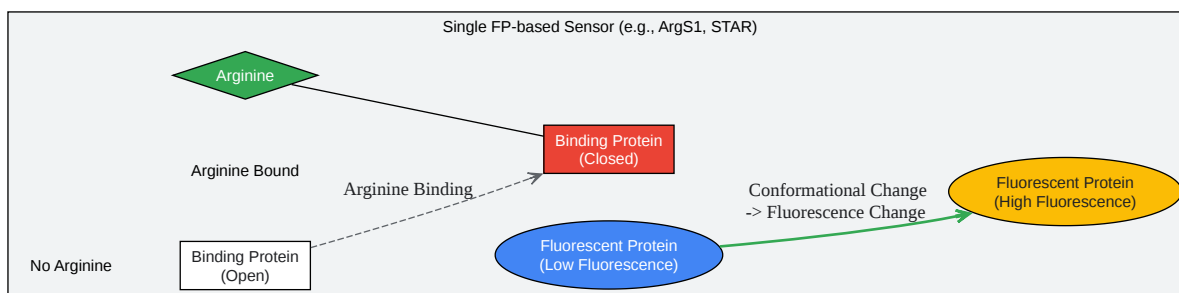 Single FP-based Sensor (e.g., ArgS1, STAR)
Arginine
Binding Protein
(Closed)
Arginine Bound
Arginine Binding
Conformational Change
-> Fluorescence Change
Fluorescent Protein
(High Fluorescence)
No Arginine
Binding Protein
(Open)
Fluorescent Protein
(Low Fluorescence)